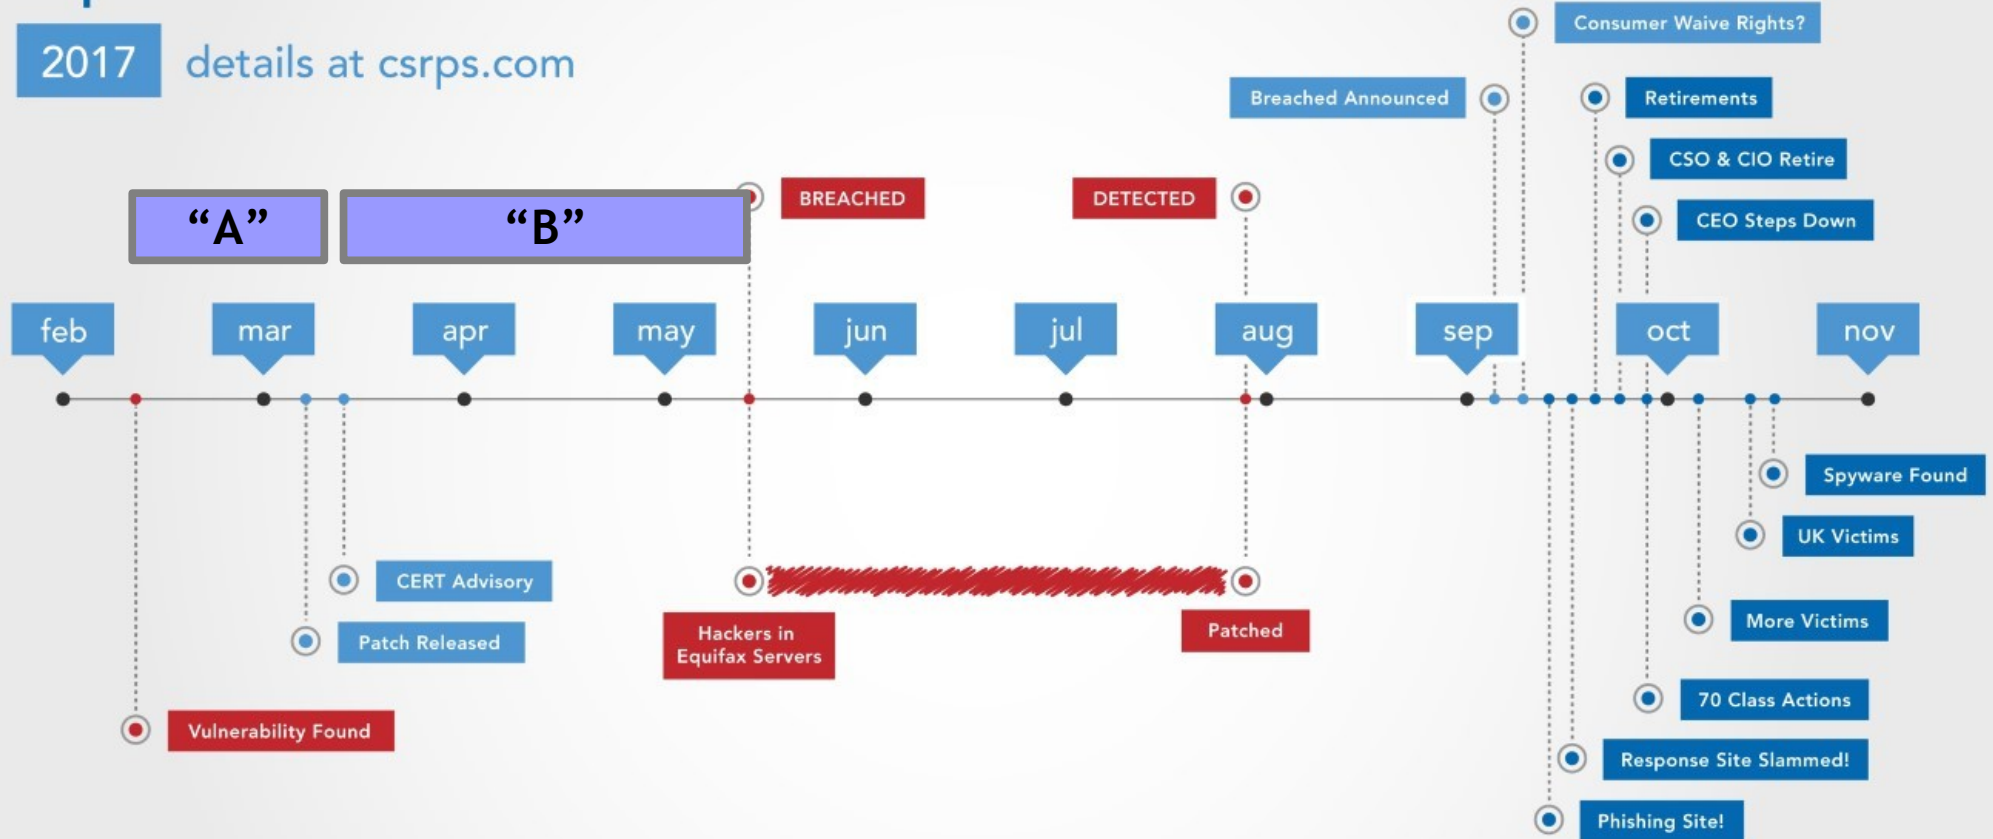 2017 details at csrps.com
Consumer Waive Rights?
Breached Announced
Retirements
CSO & CIO Retire
CEO Steps Down
“A”
“B”
BREACHED
DETECTED
feb
mar
apr
may
jun
jul
aug
sep
oct
nov
CERT Advisory
Patch Released
Vulnerability Found
Hackers in
Equifax Servers
Patched
Spyware Found
UK Victims
More Victims
70 Class Actions
Response Site Slammed!
Phishing Site!